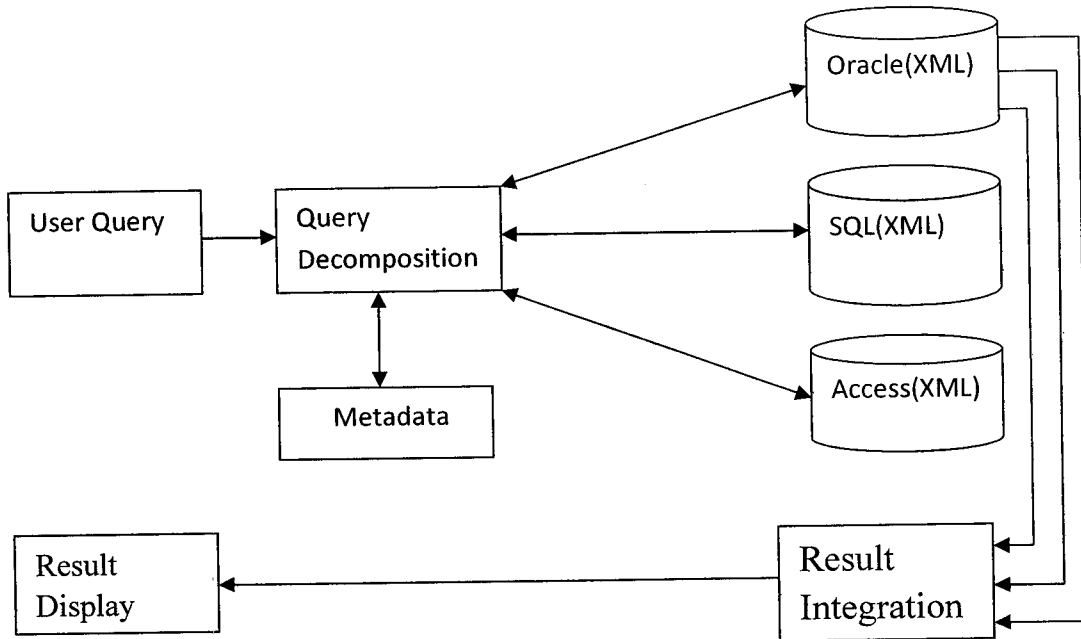 Oracle(XML)
User Query
Query
Decomposition
SQL(XML)
Access(XML)
Metadata
Result
Display
Result
Integration